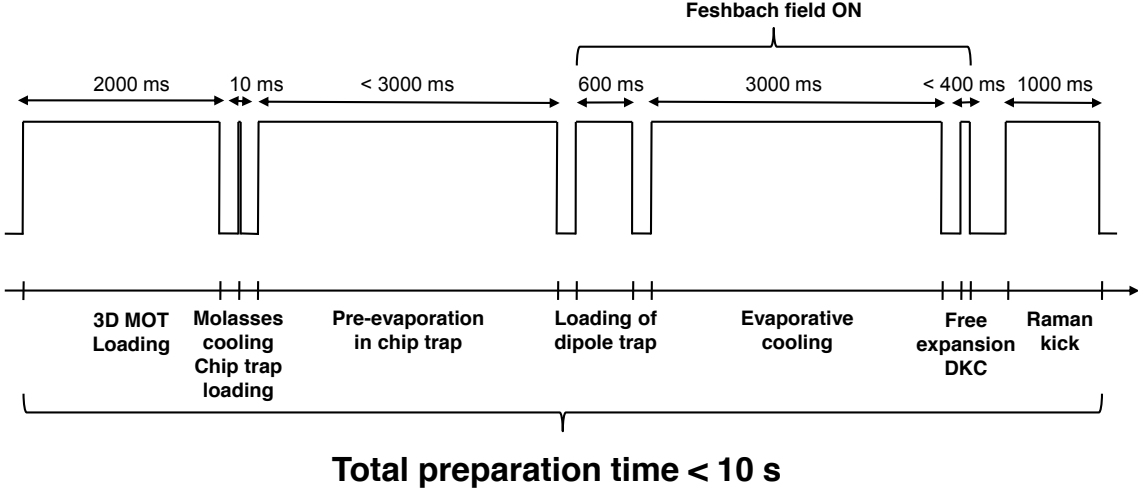 Feshbach field ON
2000 ms
10 ms
< 3000 ms
600 ms
3000 ms
< 400 ms
1000 ms
3D MOT
Loading
Molasses
cooling
Chip trap
loading
Pre-evaporation
in chip trap
Loading of
dipole trap
Evaporative
cooling
Free
expansion
DKC
Raman
kick
Total preparation time < 10 s